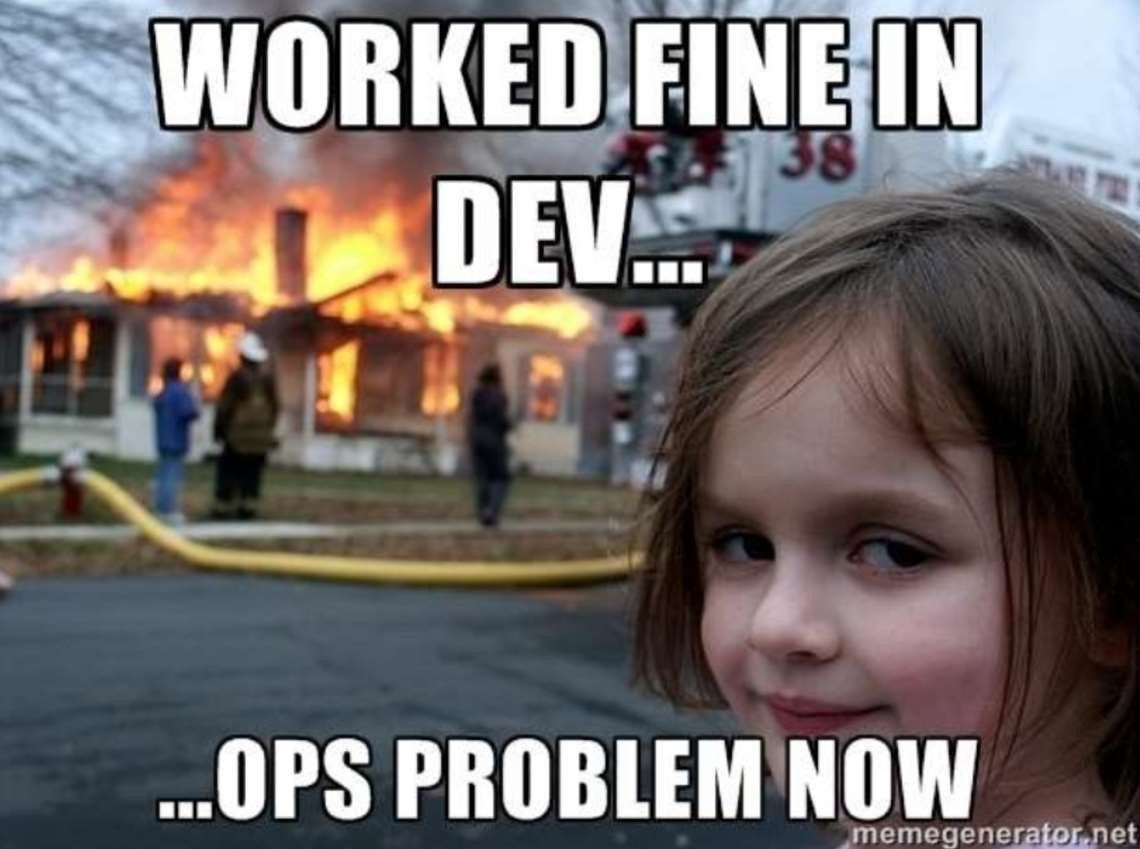 WORKED FINE IN
38
DEV...
...OPS PROBLEM NOW
memegenerator.net